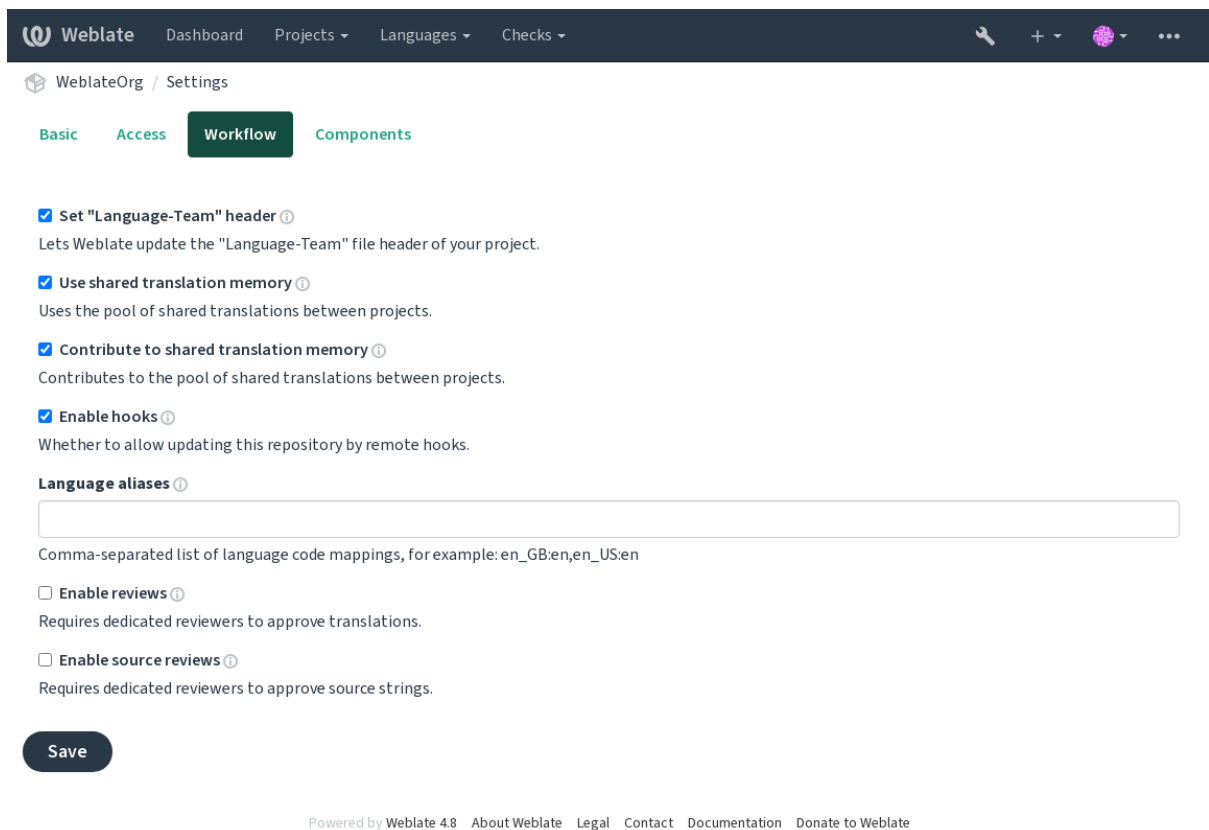 Weblate Dashboard Projects Languages Checks
WeblateOrg / Settings
Basic Access Workflow Components
Set "Language-Team" header
Lets Weblate update the "Language-Team" file header of your project.
Use shared translation memory
Uses the pool of shared translations between projects.
Contribute to shared translation memory
Contributes to the pool of shared translations between projects.
Enable hooks
Whether to allow updating this repository by remote hooks.
Language aliases
Comma-separated list of language code mappings, for example: en_GB:en,en_US:en
Enable reviews
Requires dedicated reviewers to approve translations.
Enable source reviews
Requires dedicated reviewers to approve source strings.
Save
Powered by Weblate 4.8 About Weblate Legal Contact Documentation Donate to Weblate